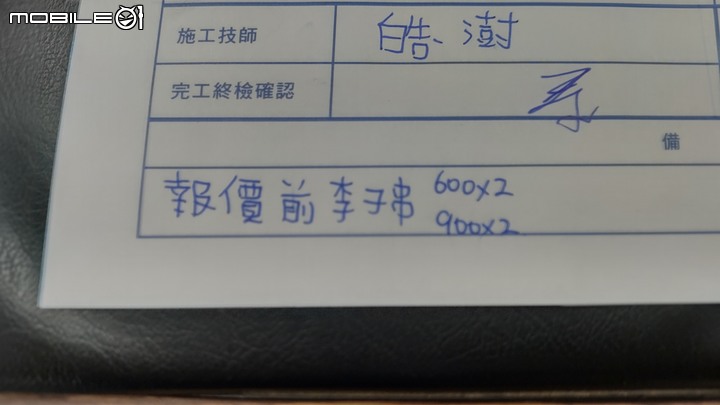 MOBILE01
施工技師 皓澍
完工終檢確認
備
報價前李子串 600x2
900x2